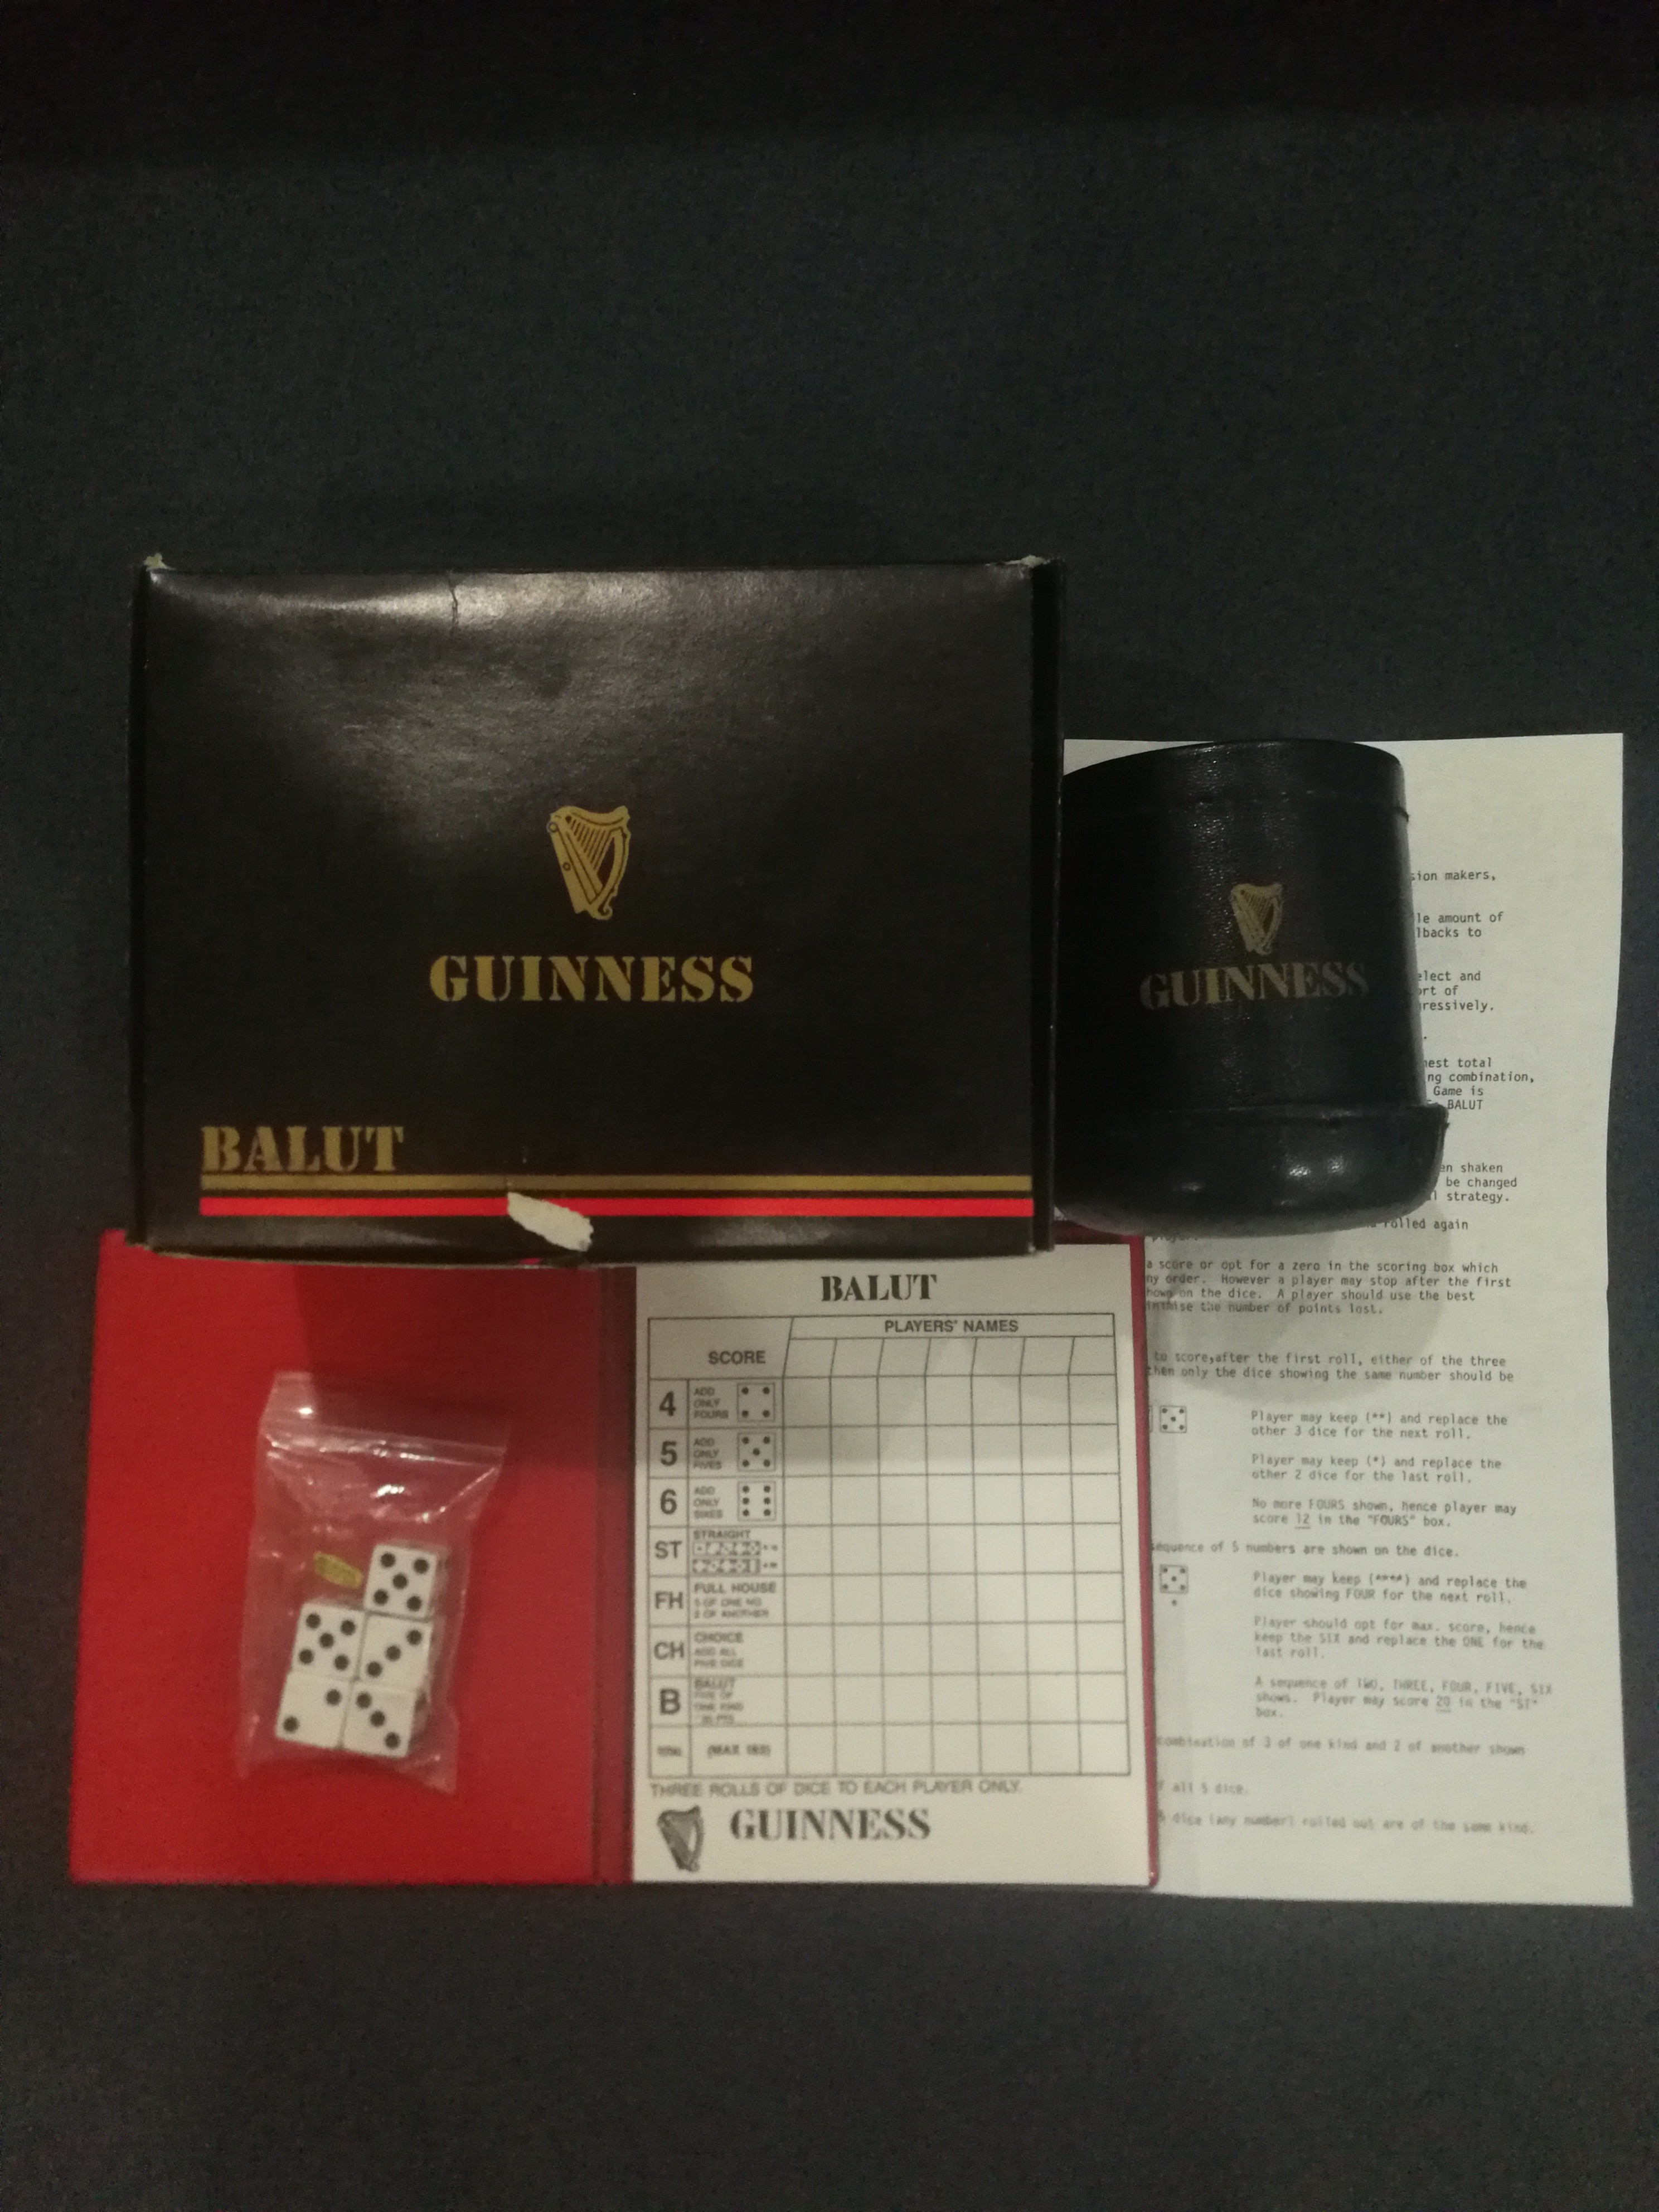 GUINNESS
BALUT
GUINNESS
sion makers,
le amount of
lbacks to
elect and
ort of
ressively.
est total
ng combination,
Game is
BALUT
en shaken
be changed
l strategy.
rolled again
a score or opt for a zero in the scoring box which
ny order. However a player may stop after the first
hown on the dice. A player should use the best
the number of points lost.
to score,after the first roll, either of the three
then only the dice showing the same number should be
Player may keep (**) and replace the
other 3 dice for the next roll.
Player may keep (*) and replace the
other 2 dice for the last roll.
No more FOURS shown, hence player may
score 12 in the "FOURS" box.
sequence of 5 numbers are shown on the dice.
Player may keep (****) and replace the
dice showing FOUR for the next roll.
Player should opt for max. score, hence
keep the SIX and replace the ONE for the
last roll.
A sequence of TWO, THREE, FOUR, FIVE, SIX
shows. Player may score 20 in the "ST"
box.
combination of 3 of one kind and 2 of another shown
all 5 dice.
dice (any number) rolled out are of the same kind.
BALUT
PLAYERS' NAMES
SCORE
4 ADD ONLY FOURS
5 ADD ONLY FIVES
6 ADD ONLY SIXES
ST STRAIGHT
FH FULL HOUSE
OF ONE NO.
2 OF ANOTHER
CH CHOICE
ADD ALL
FIVE DICE
B BALUT
FIVE OF
ONE KIND
PTS
THREE ROLLS OF DICE TO EACH PLAYER ONLY.
GUINNESS